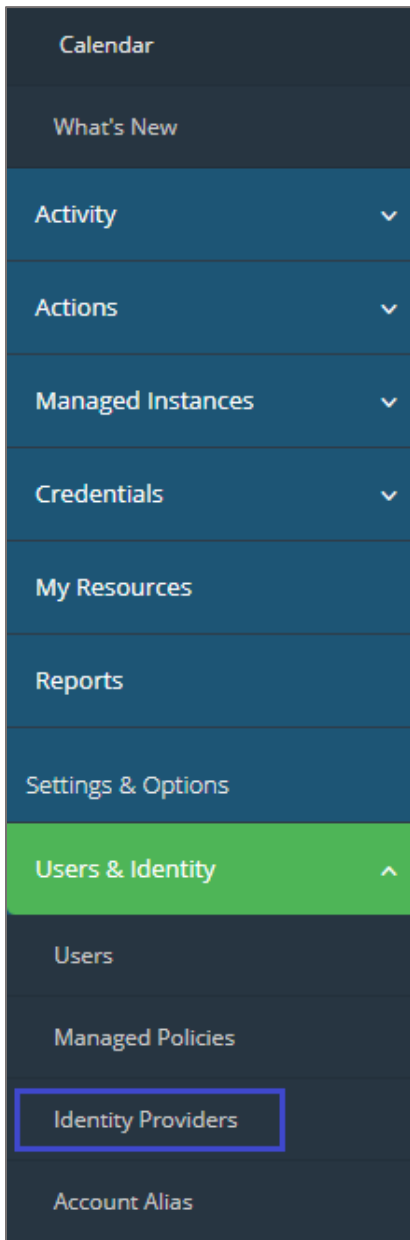 Calendar
What's New
Activity
Actions
Managed Instances
Credentials
My Resources
Reports
Settings & Options
Users & Identity
Users
Managed Policies
Identity Providers
Account Alias